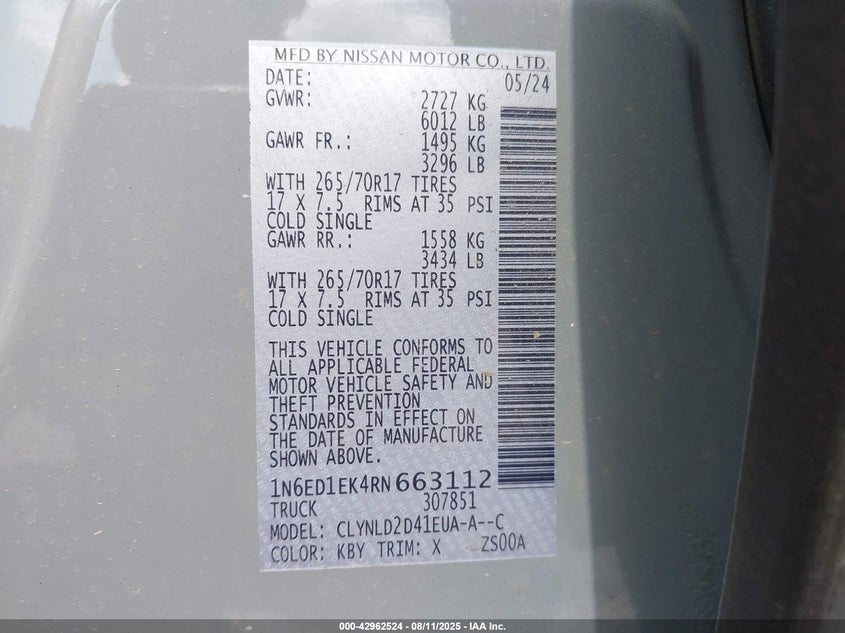 MFD BY NISSAN MOTOR CO., LTD.
DATE: 05/24
GVWR: 2727 KG
6012 LB
GAWR FR.: 1495 KG
3296 LB
WITH 265/70R17 TIRES
17 X 7.5 RIMS AT 35 PSI
COLD SINGLE
GAWR RR.: 1558 KG
3434 LB
WITH 265/70R17 TIRES
17 X 7.5 RIMS AT 35 PSI
COLD SINGLE
THIS VEHICLE CONFORMS TO
ALL APPLICABLE FEDERAL
MOTOR VEHICLE SAFETY AND
THEFT PREVENTION
STANDARDS IN EFFECT ON
THE DATE OF MANUFACTURE
SHOWN ABOVE.
1N6ED1EK4RN663112
TRUCK 307851
MODEL: CLYNLD2D41EUA-A--C
COLOR: KBY TRIM: X ZS00A
000-42962524 - 08/11/2025 - IAA Inc.